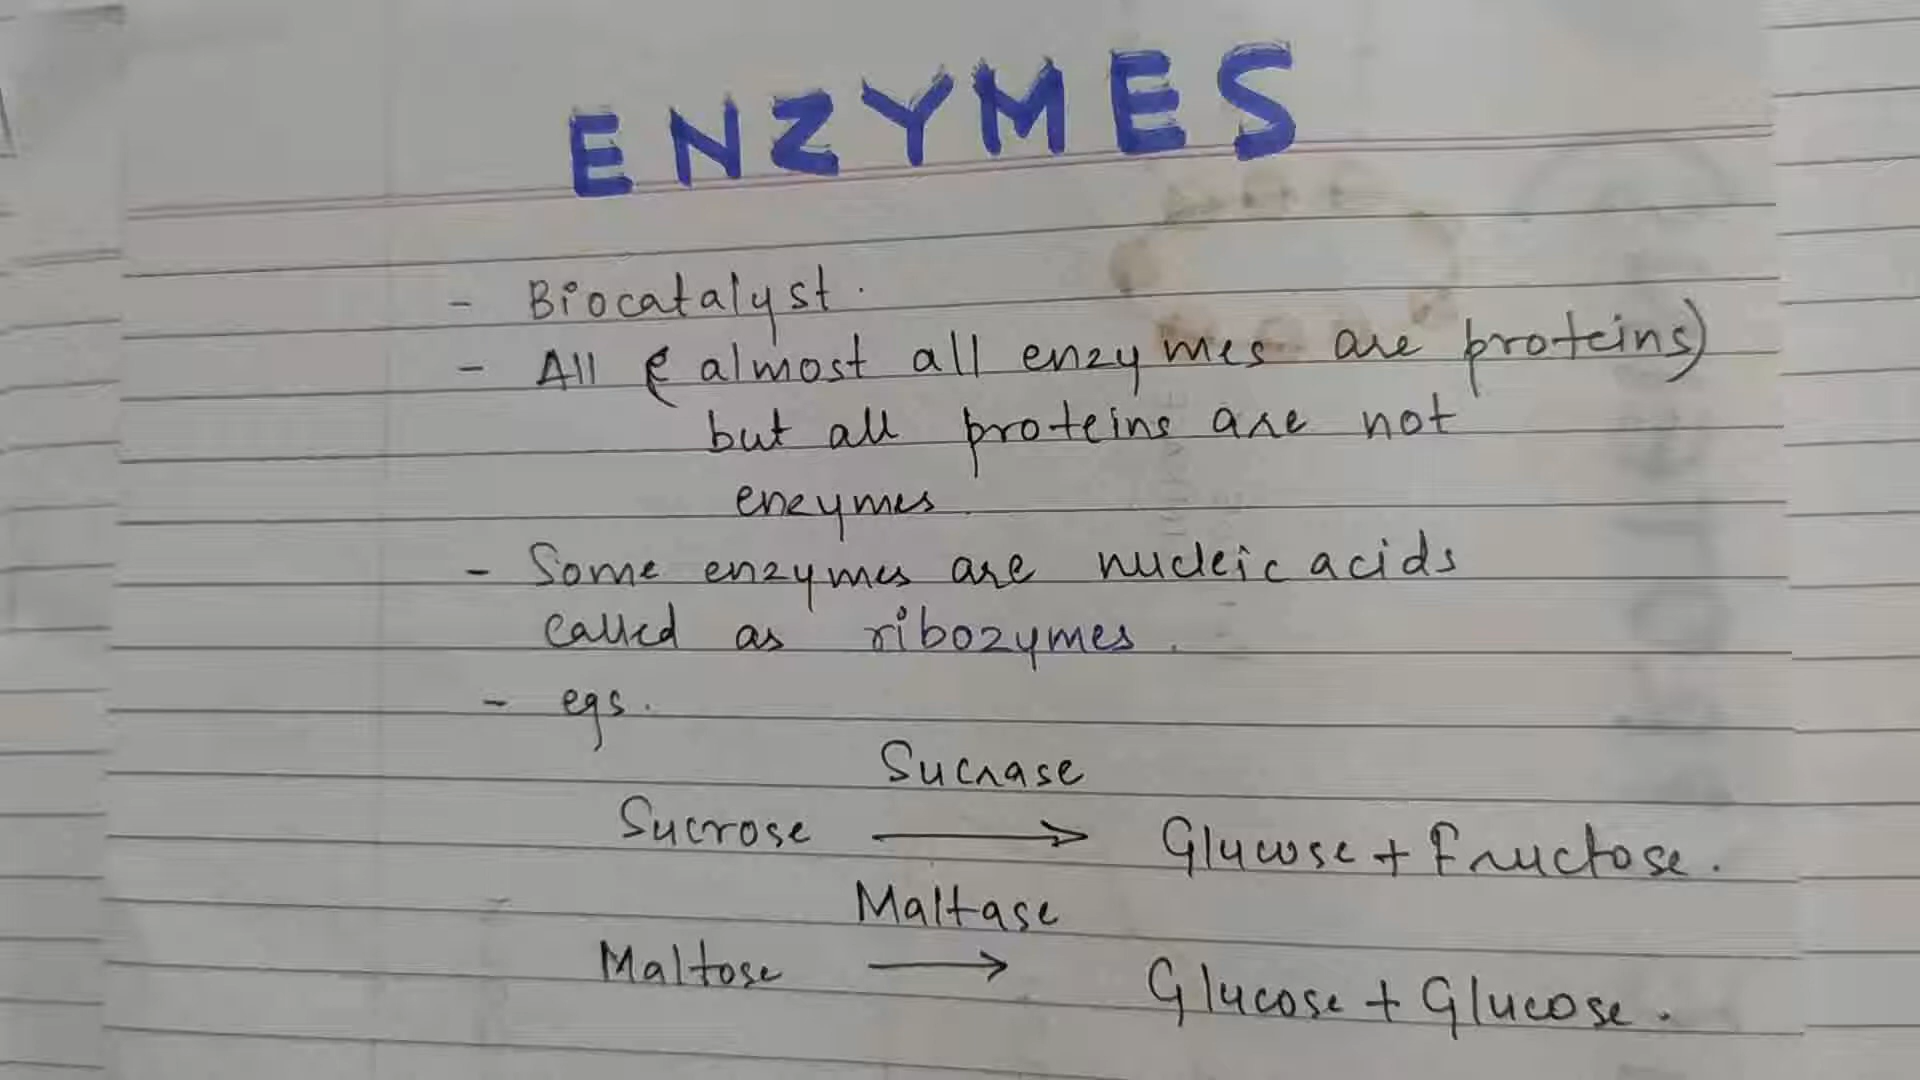 ENZYMES
- Biocatalyst.
- All ( almost all enzymes are proteins)
but all proteins are not
enzymes.
- Some enzymes are nucleic acids
called as ribozymes.
- egs.
Sucrase
Sucrose → Glucose + Fructose.
Maltase
Maltose → Glucose + Glucose.